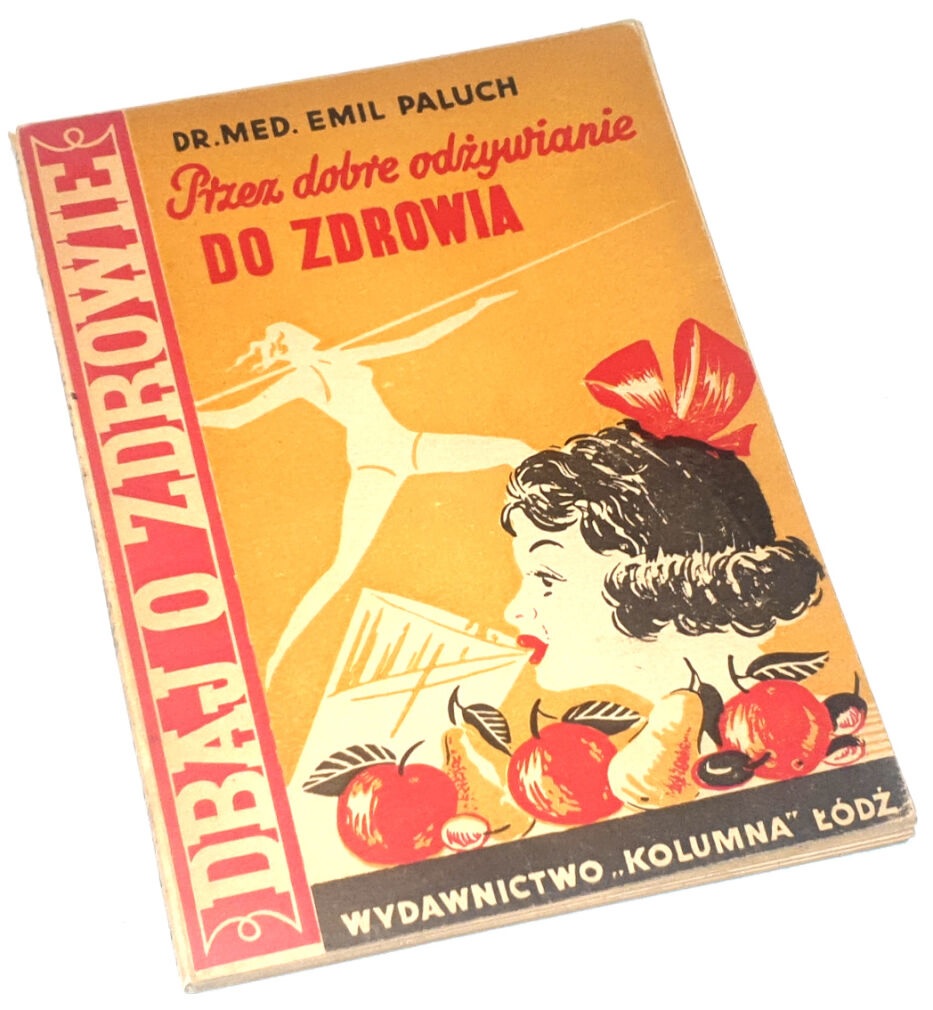 DR. MED. EMIL PALUCH
Przez dobre odżywianie
DO ZDROWIA
DBAJ O ZDROWIE
WYDAWNICTWO „KOLUMNA" ŁÓDŹ